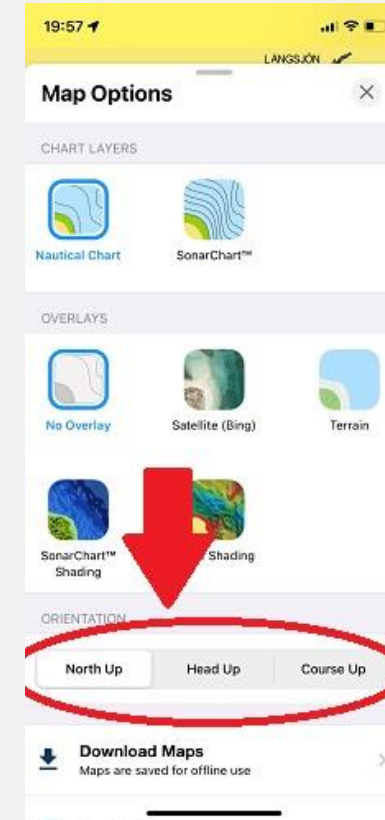 19:57
LÅNGSJÖN
Map Options
CHART LAYERS
Nautical Chart
SonarChart™
OVERLAYS
No Overlay
Satellite (Bing)
Terrain
SonarChart™
Shading
Shading
ORIENTATION
North Up
Head Up
Course Up
Download Maps
Maps are saved for offline use